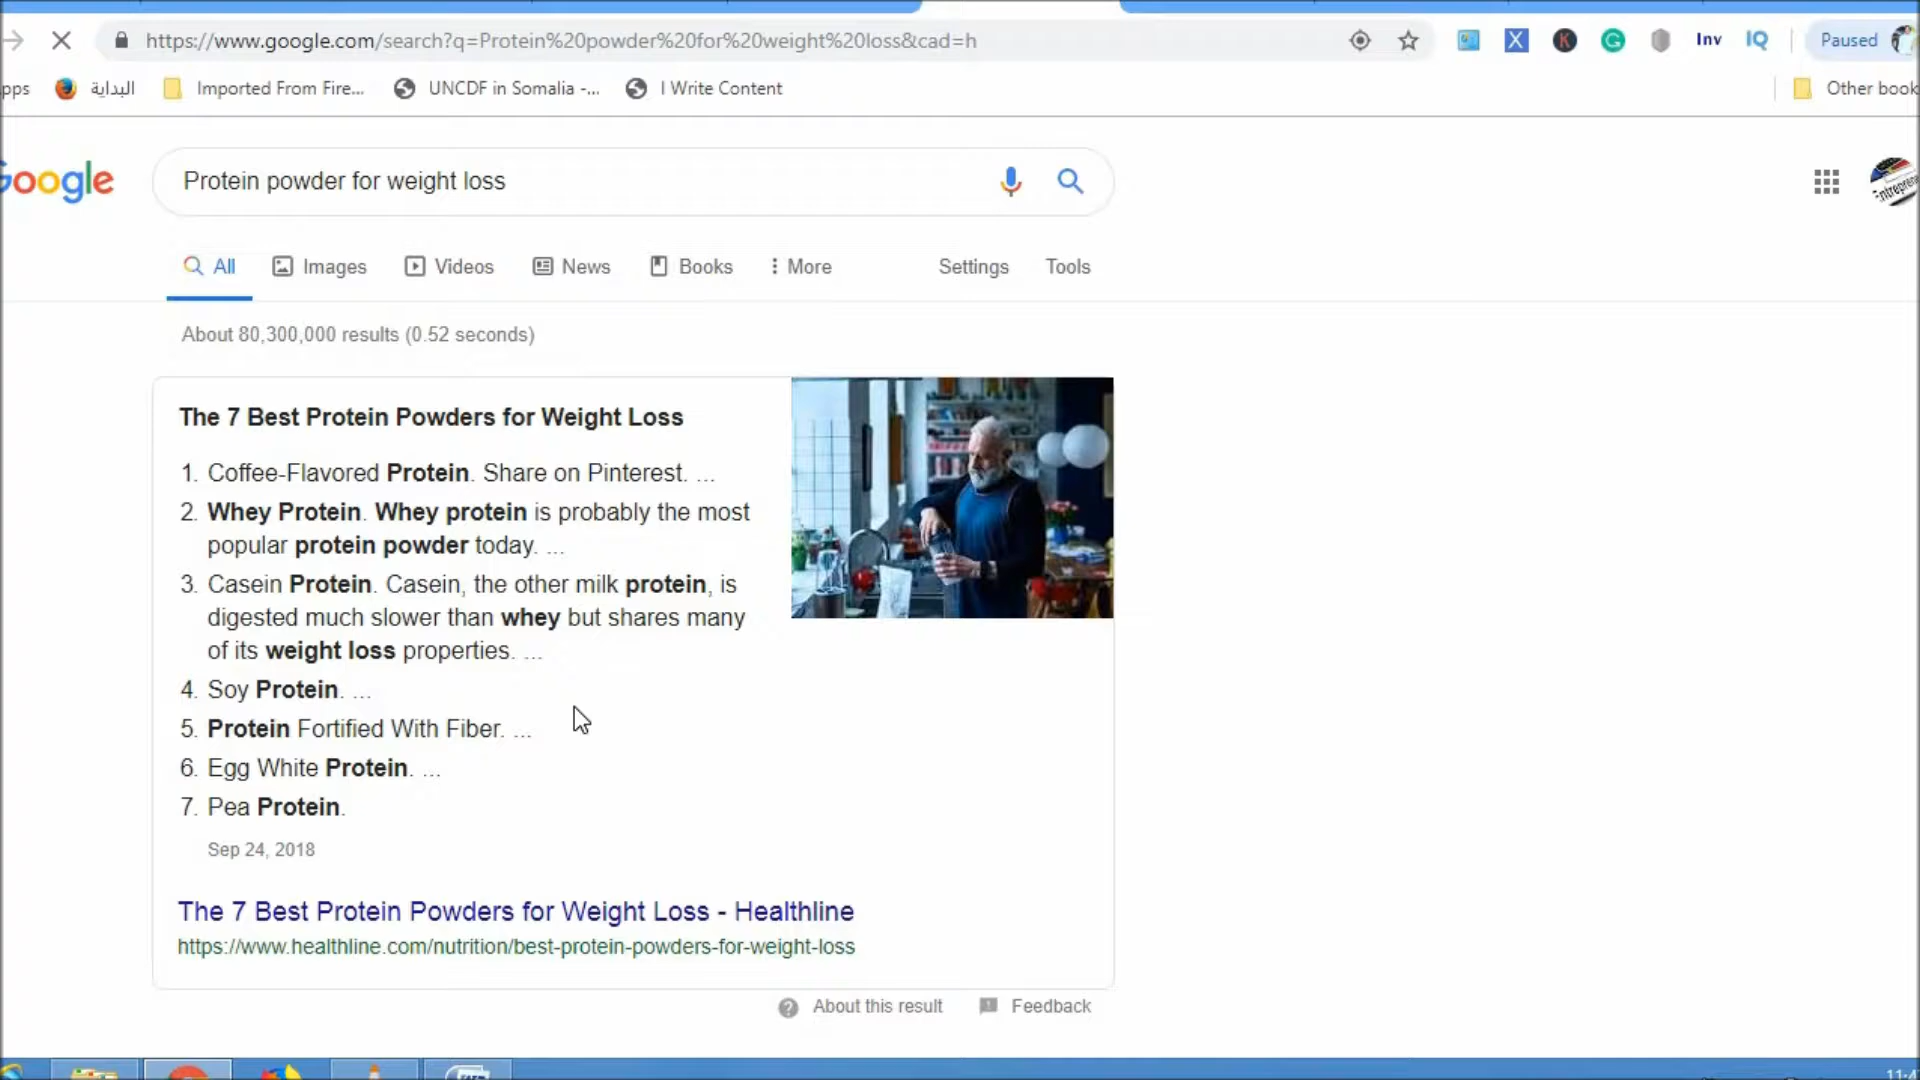 https://www.google.com/search?q=Protein%20powder%20for%20weight%20loss&cad=h
Inv
IQ
Paused
البداية
Imported From Fire...
UNCDF in Somalia -...
I Write Content
Google
Protein powder for weight loss
All
Images
Videos
News
Books
More
Settings
Tools
About 80,300,000 results (0.52 seconds)
The 7 Best Protein Powders for Weight Loss
1. Coffee-Flavored Protein. Share on Pinterest. ...
2. Whey Protein. Whey protein is probably the most
popular protein powder today. ...
3. Casein Protein. Casein, the other milk protein, is
digested much slower than whey but shares many
of its weight loss properties. ...
4. Soy Protein. ...
5. Protein Fortified With Fiber. ...
6. Egg White Protein. ...
7. Pea Protein.
Sep 24, 2018
The 7 Best Protein Powders for Weight Loss - Healthline
https://www.healthline.com/nutrition/best-protein-powders-for-weight-loss
About this result
Feedback